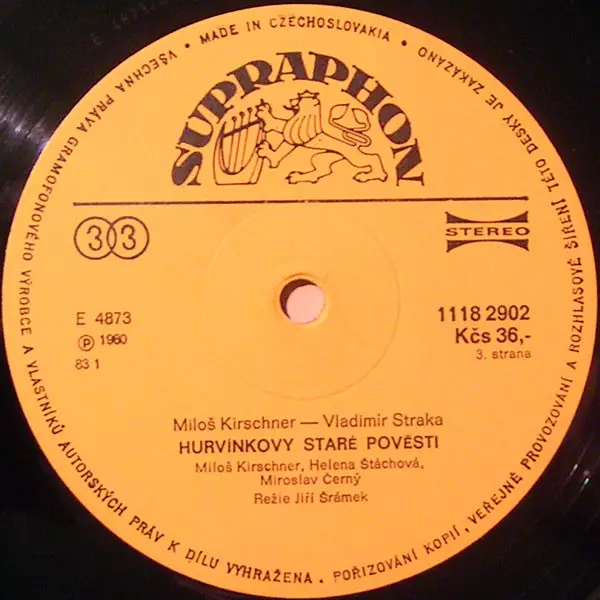 VŠECHNA PRÁVA GRAMOFONOVÉHO VÝROBCE A VLASTNÍKŮ AUTORSKÝCH PRÁV K DÍLU VYHRAŽENA. POŘIZOVÁNÍ KOPIÍ, VEŘEJNÉ PROVOZOVÁNÍ A ROZHLASOVÉ ŠÍŘENÍ TÉTO DESKY JE ZAKÁZÁNO
• MADE IN CZECHOSLOVAKIA •
SUPRAPHON
33
STEREO
E 4873
1118 2902
Ⓟ 1980
Kčs 36,-
83 1
3. strana
Miloš Kirschner — Vladimír Straka
HURVÍNKOVY STARÉ POVĚSTI
Miloš Kirschner, Helena Štáchová,
Miroslav Černý
Režie Jiří Šrámek